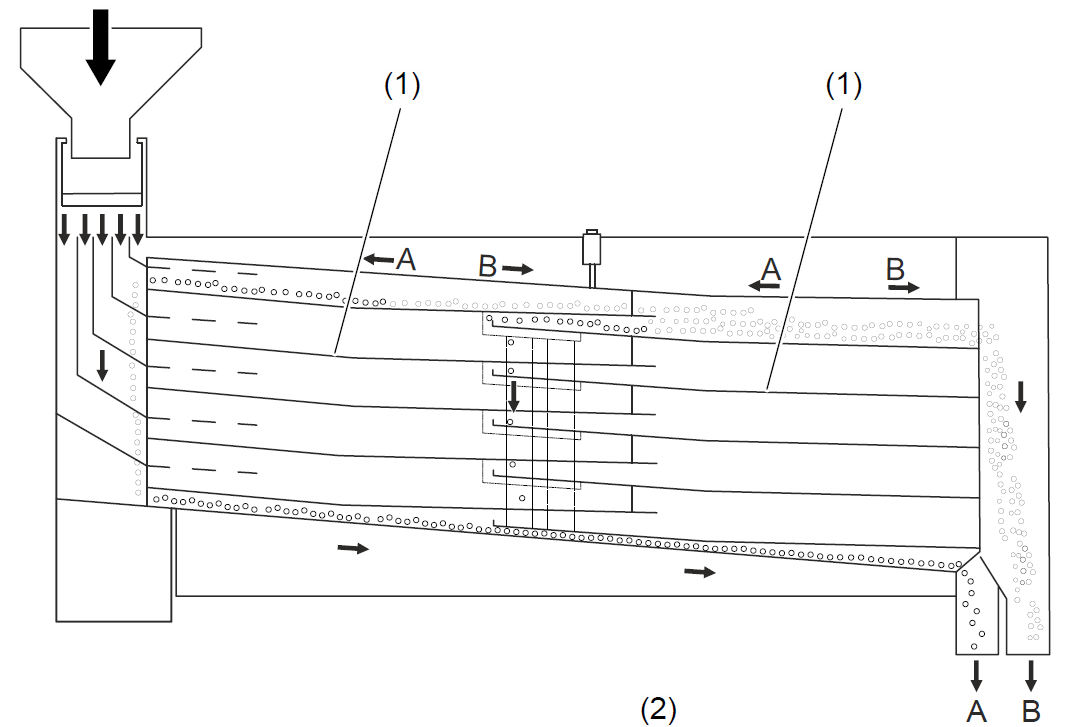 (1) (1)
A B A B
A B
(2)